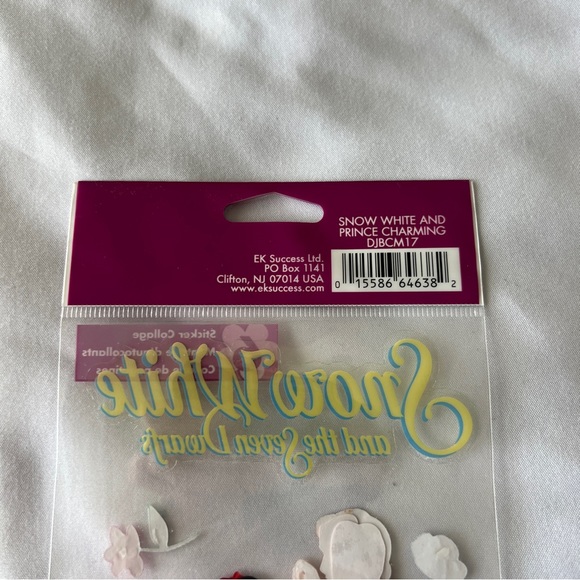 SNOW WHITE AND
PRINCE CHARMING
DJBCM17
EK Success Ltd.
PO Box 1141
Clifton, NJ 07014 USA
www.eksuccess.com
0 15586 64638 2
Sticker Collage
d'autocollants
Snow White
and the Seven Dwarfs